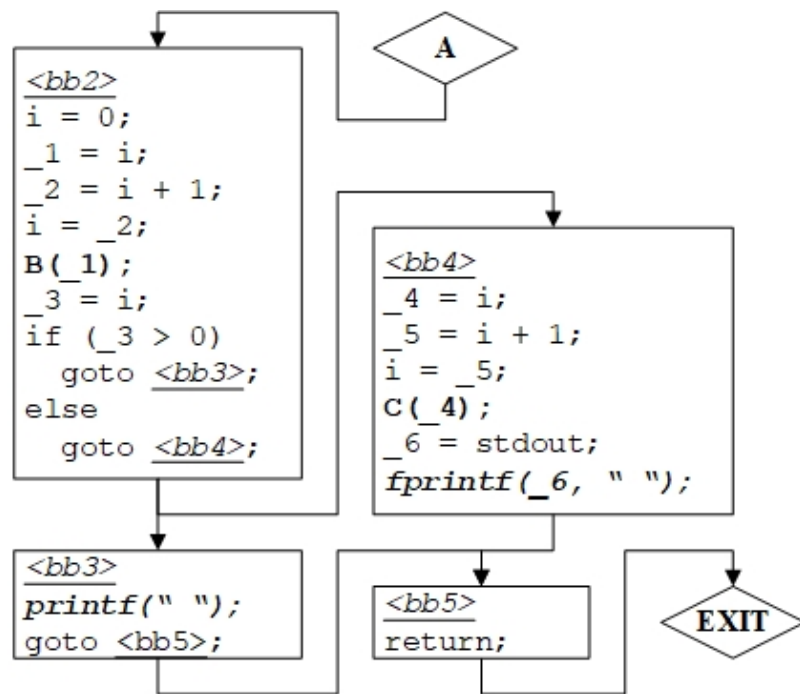 A
<bb2>
i = 0;
_1 = i;
_2 = i + 1;
i = _2;
B(_1);
_3 = i;
if (_3 > 0)
goto <bb3>;
else
goto <bb4>;
<bb4>
_4 = i;
_5 = i + 1;
i = _5;
C(_4);
_6 = stdout;
fprintf(_6, " ");
<bb3>
printf(" ");
goto <bb5>;
<bb5>
return;
EXIT